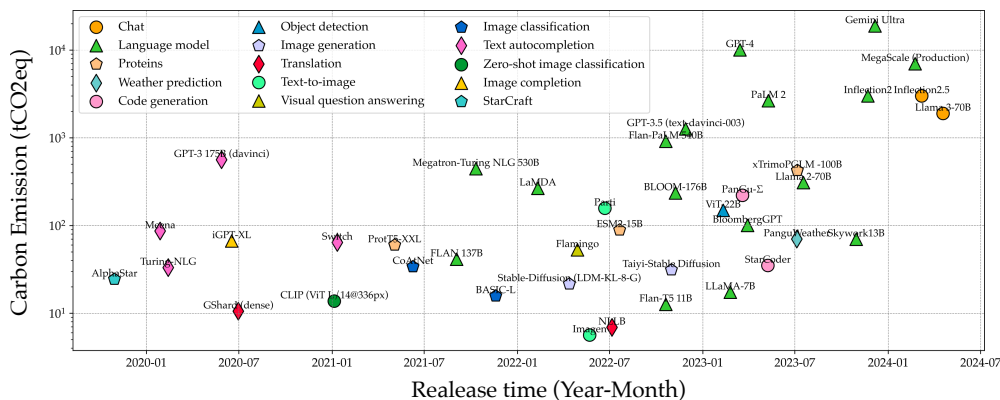 Chat
Language model
Proteins
Weather prediction
Code generation
Object detection
Image generation
Translation
Text-to-image
Visual question answering
Image classification
Text autocompletion
Zero-shot image classification
Image completion
StarCraft
Carbon Emission (tCO2eq)
10⁴
10³
10²
10¹
Gemini Ultra
GPT-4
MegaScale (Production)
PaLM 2
Inflection2
Inflection2.5
Llama 3-70B
GPT-3.5 (text-davinci-003)
Flan-PaLM 540B
GPT-3 175B (davinci)
Megatron-Turing NLG 530B
xTrimoPGLM -100B
Llama 2-70B
LaMDA
BLOOM-176B
PanGu-Σ
Parti
ViT-22B
ESM2-15B
BloombergGPT
Meena
iGPT-XL
Switch
ProtT5-XXL
Flamingo
PanguWeather
Skywork13B
Turing-NLG
CoAtNet
FLAN 137B
Taiyi-Stable Diffusion
StarCoder
AlphaStar
Stable-Diffusion (LDM-KL-8-G)
GShard (dense)
CLIP (ViT L/14@336px)
BASIC-L
Flan-T5 11B
LLaMA-7B
NLLB
Imagen
2020-01
2020-07
2021-01
2021-07
2022-01
2022-07
2023-01
2023-07
2024-01
2024-07
Realease time (Year-Month)